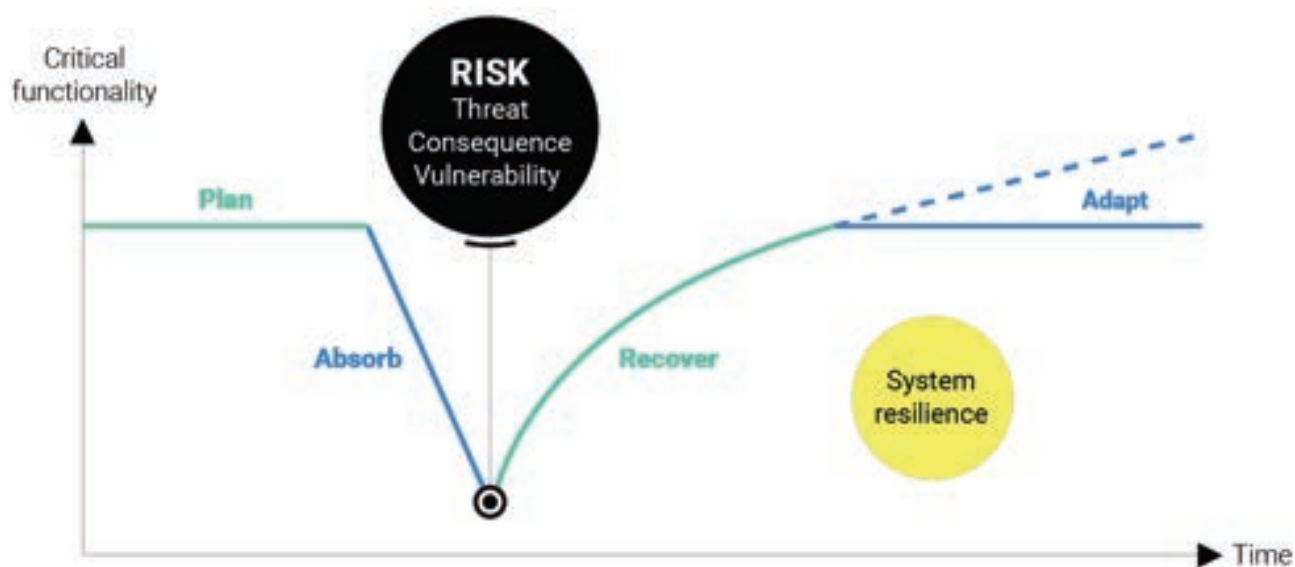 Critical
functionality
RISK
Threat
Consequence
Vulnerability
Plan
Adapt
Absorb
Recover
System
resilience
Time